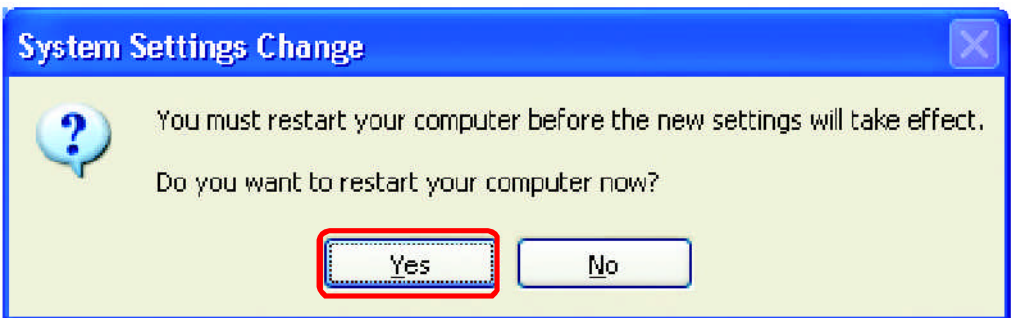 System Settings Change
You must restart your computer before the new settings will take effect.
Do you want to restart your computer now?
Yes No